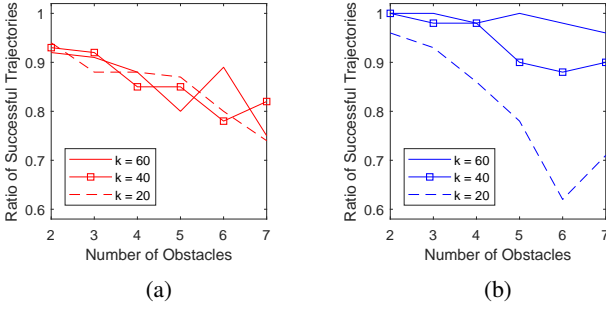 1
0.9
0.8
0.7
0.6
Ratio of Successful Trajectories
k = 60
k = 40
k = 20
2 3 4 5 6 7
Number of Obstacles
(a)
1
0.9
0.8
0.7
0.6
Ratio of Successful Trajectories
k = 60
k = 40
k = 20
2 3 4 5 6 7
Number of Obstacles
(b)